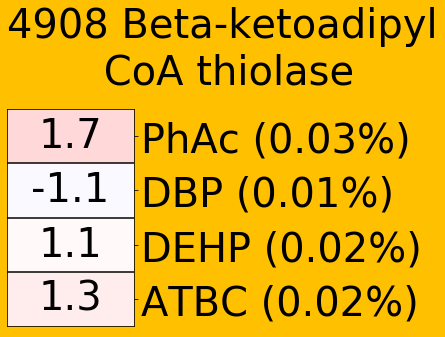 4908 Beta-ketoadipyl
CoA thiolase
1.7 PhAc (0.03%)
-1.1 DBP (0.01%)
1.1 DEHP (0.02%)
1.3 ATBC (0.02%)